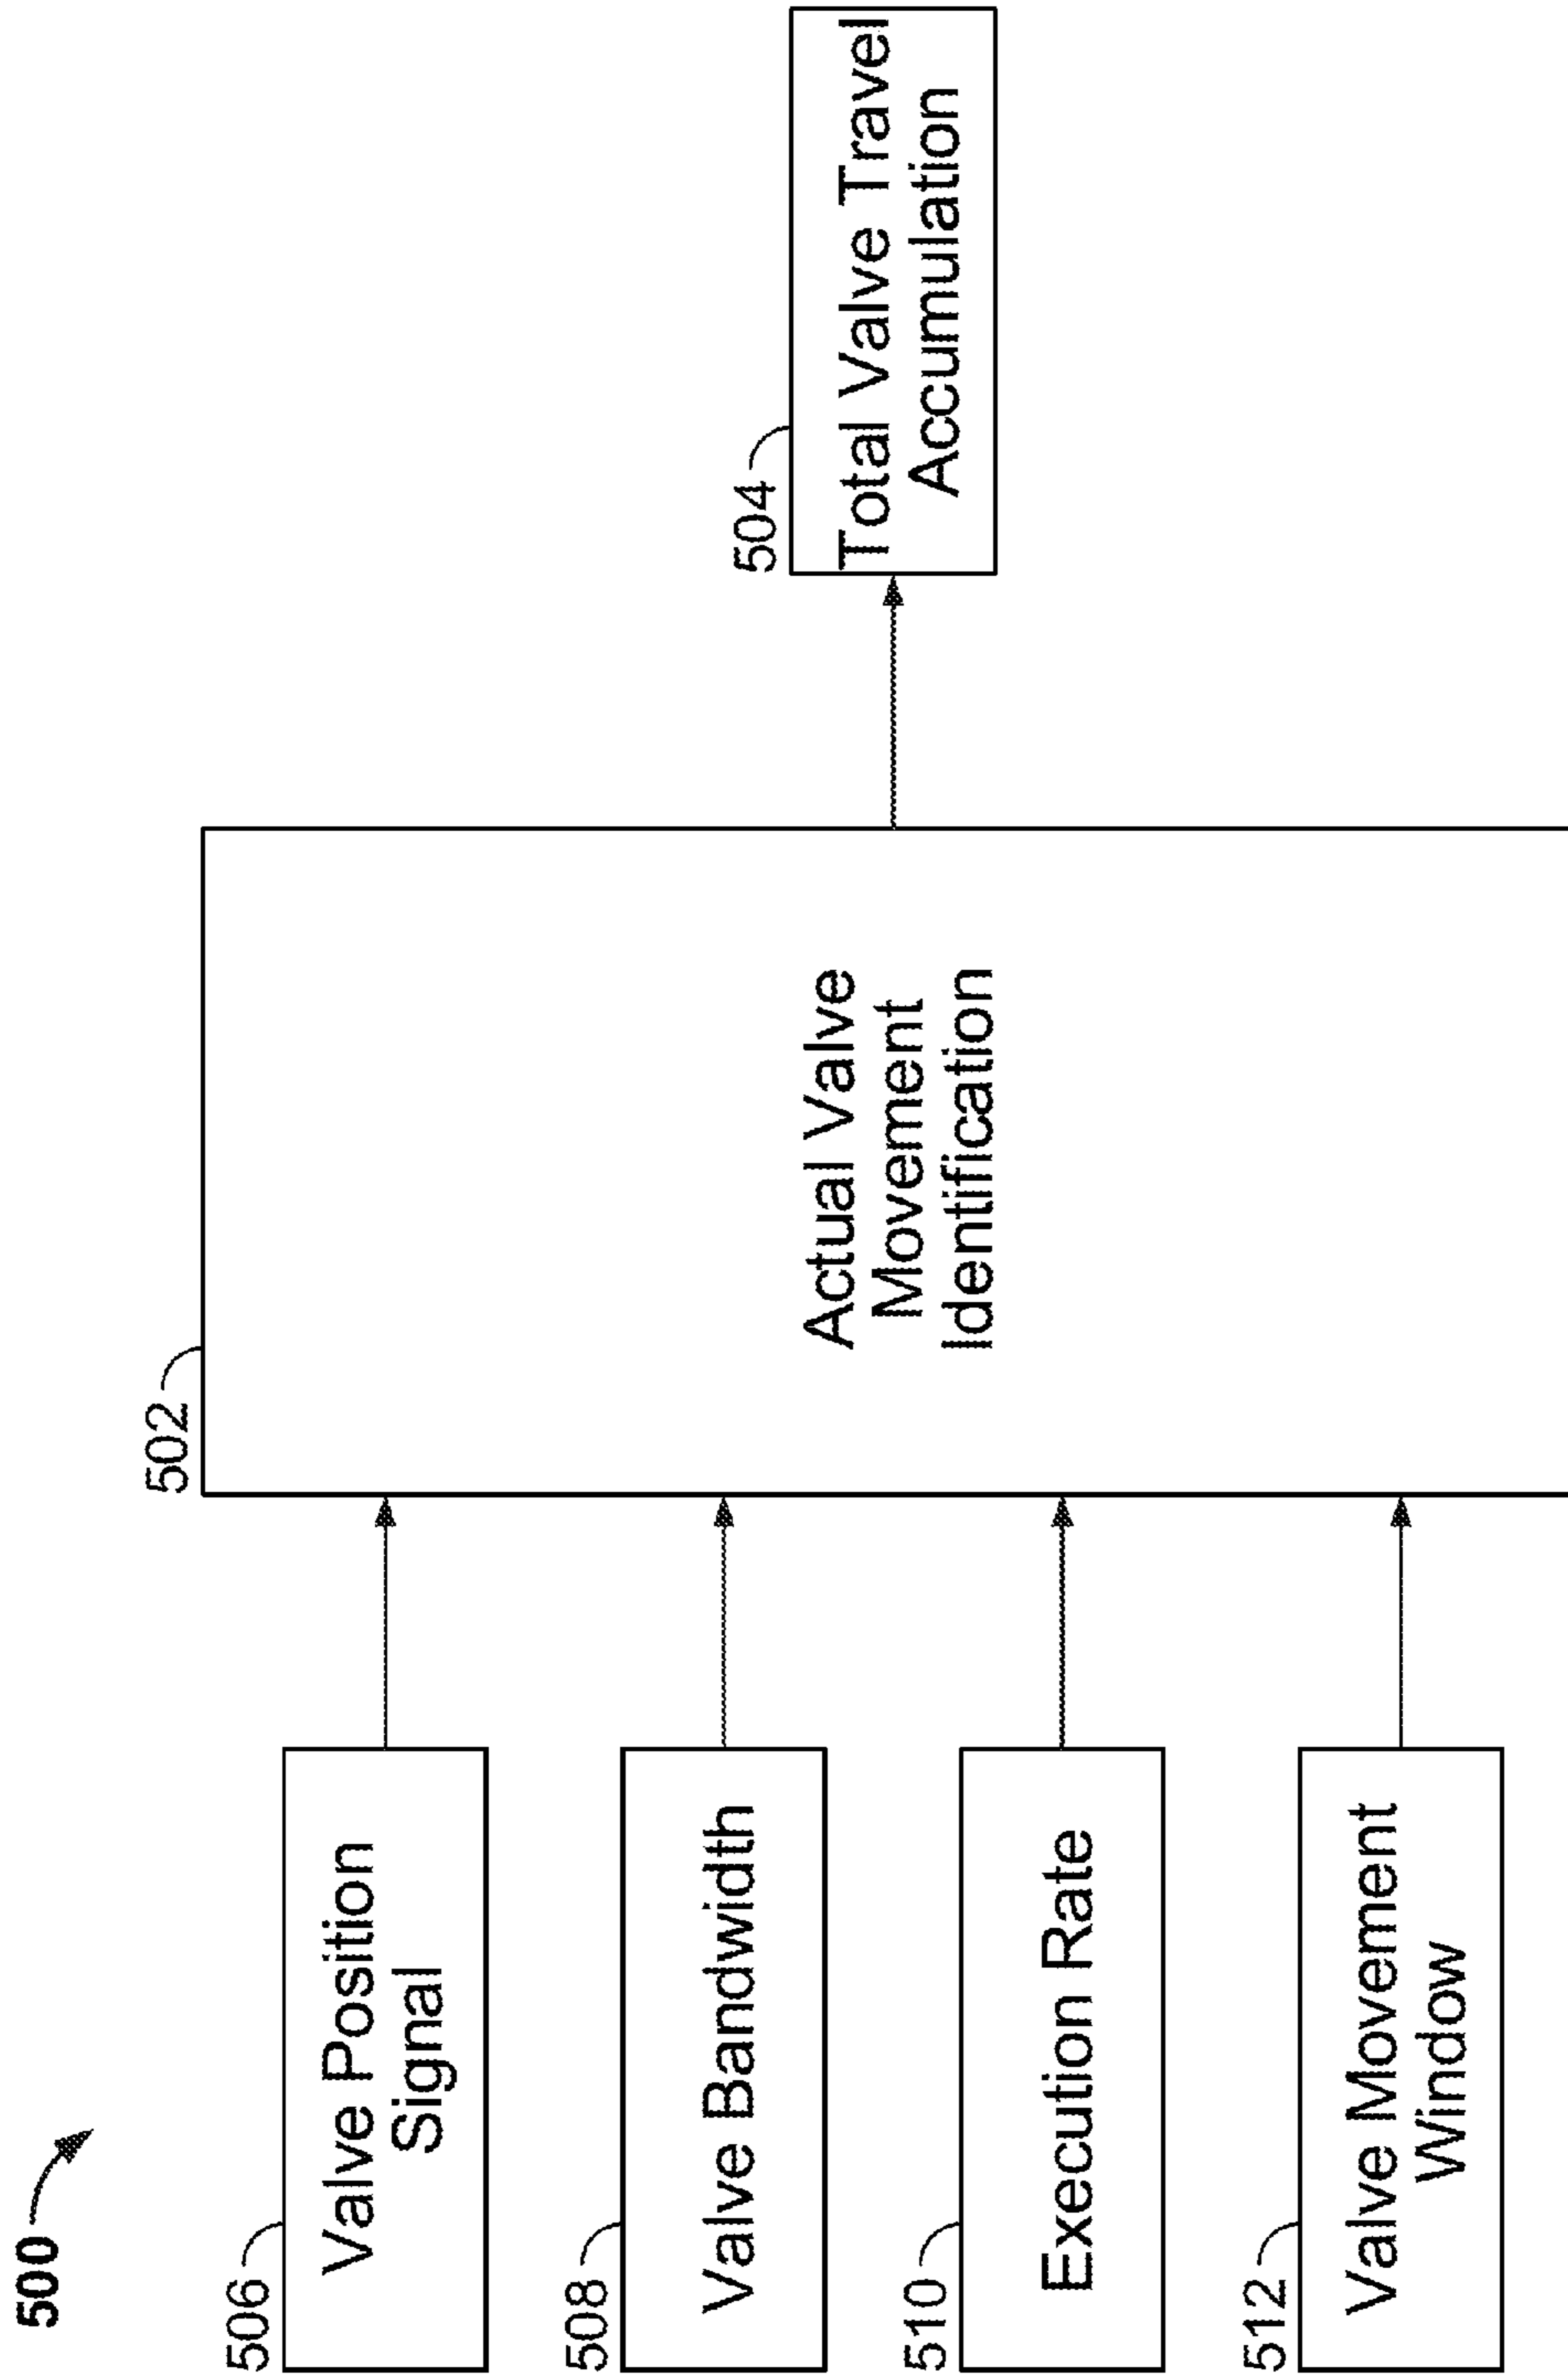 500
506
Valve Position
Signal
508
Valve Bandwidth
510
Execution Rate
512
Valve Movement
Window
502
Actual Valve
Movement
Identification
504
Total Valve Travel
Accumulation